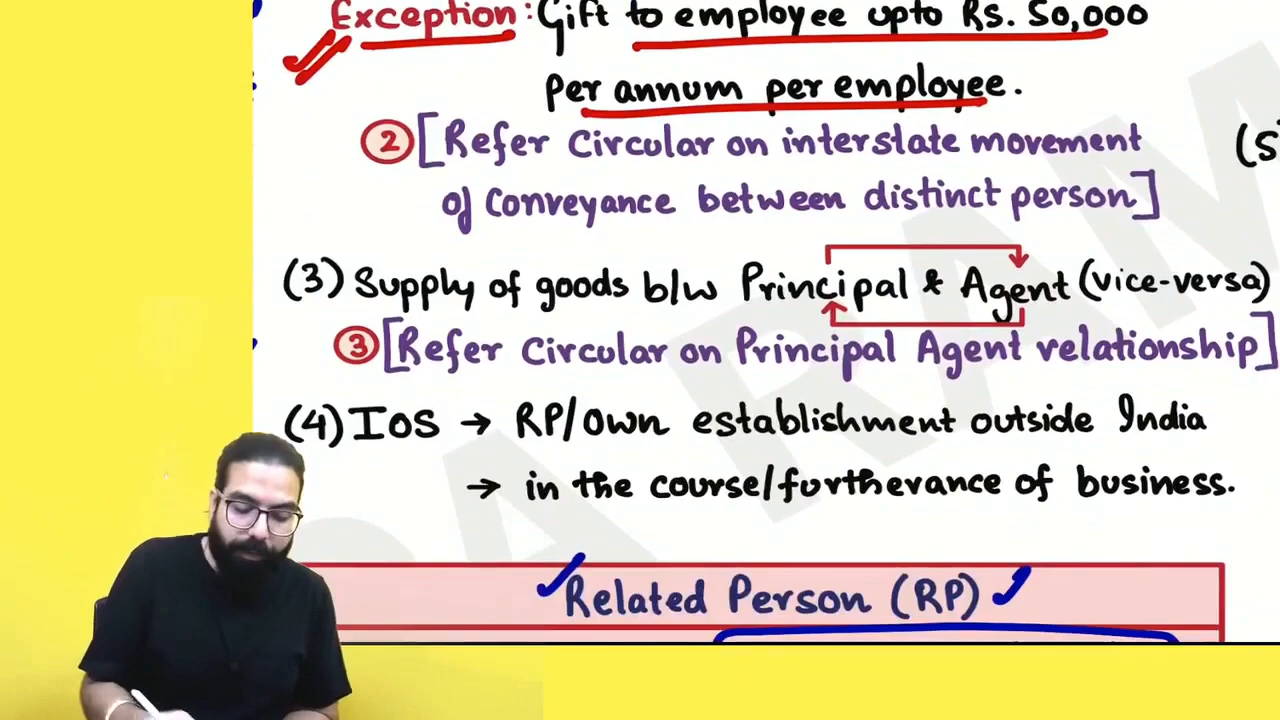 Exception: Gift to employee upto Rs. 50,000
Per annum per employee.
② [Refer Circular on interstate movement
of conveyance between distinct person]
(S
(3) Supply of goods b/w Principal & Agent (vice-versa)
③ [Refer Circular on Principal Agent relationship]
(4) IOS → RP/Own establishment outside India
→ in the course/furtherance of business.
Related Person (RP)